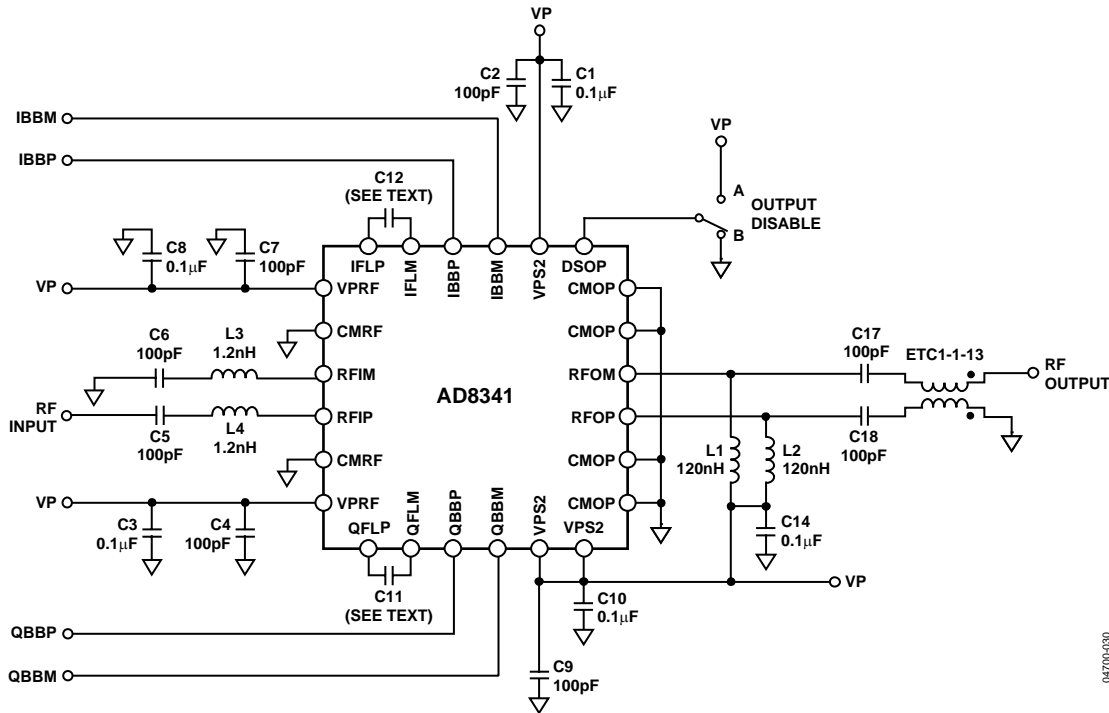 VP
C2
100pF
C1
0.1µF
IBBM
VP
IBBP
C12
(SEE TEXT)
A
OUTPUT
DISABLE
B
C8
0.1µF
C7
100pF
IFLP
IFLM
IBBP
IBBM
VPS2
DSOP
VP
VPRF
CMOP
CMRF
CMOP
C6
100pF
L3
1.2nH
C17
100pF
ETC1-1-13
RFIM
RFOM
RF
OUTPUT
AD8341
RF
INPUT
RFIP
RFOP
C5
100pF
L4
1.2nH
C18
100pF
L1
120nH
L2
120nH
CMRF
CMOP
VP
VPRF
CMOP
C3
0.1µF
C4
100pF
QFLP
QFLM
QBBP
QBBM
VPS2
VPS2
C14
0.1µF
C11
(SEE TEXT)
VP
C10
0.1µF
QBBP
C9
100pF
QBBM
04700-030